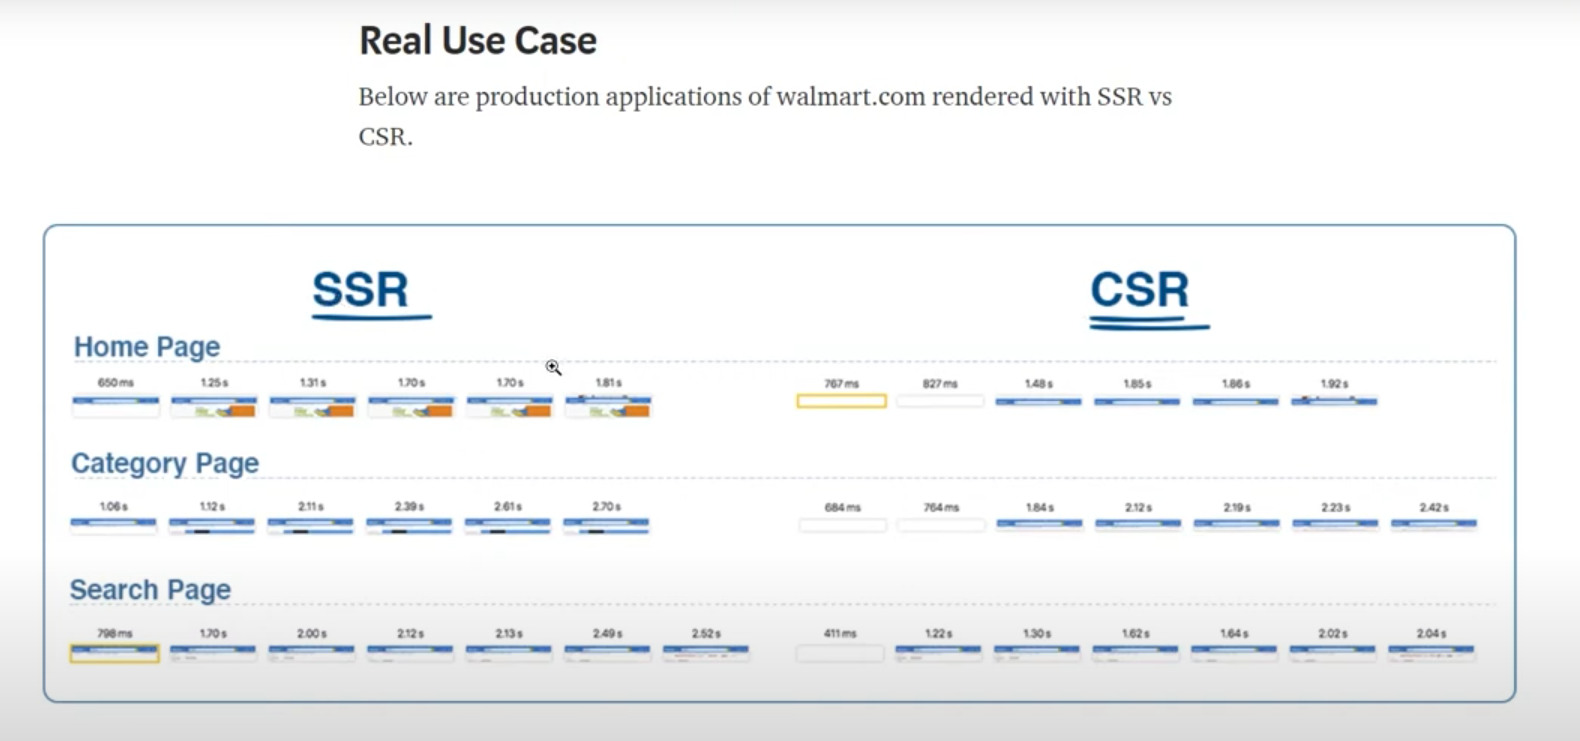 Real Use Case
Below are production applications of walmart.com rendered with SSR vs
CSR.
SSR
CSR
Home Page
650 ms 1.25 s 1.31 s 1.70 s 1.70 s 1.81 s 767 ms 827 ms 1.48 s 1.85 s 1.86 s 1.92 s
Category Page
1.06 s 1.12 s 2.11 s 2.39 s 2.61 s 2.70 s 684 ms 764 ms 1.84 s 2.12 s 2.19 s 2.23 s 2.42 s
Search Page
798 ms 1.70 s 2.00 s 2.12 s 2.13 s 2.49 s 2.52 s 411 ms 1.22 s 1.30 s 1.62 s 1.64 s 2.02 s 2.04 s